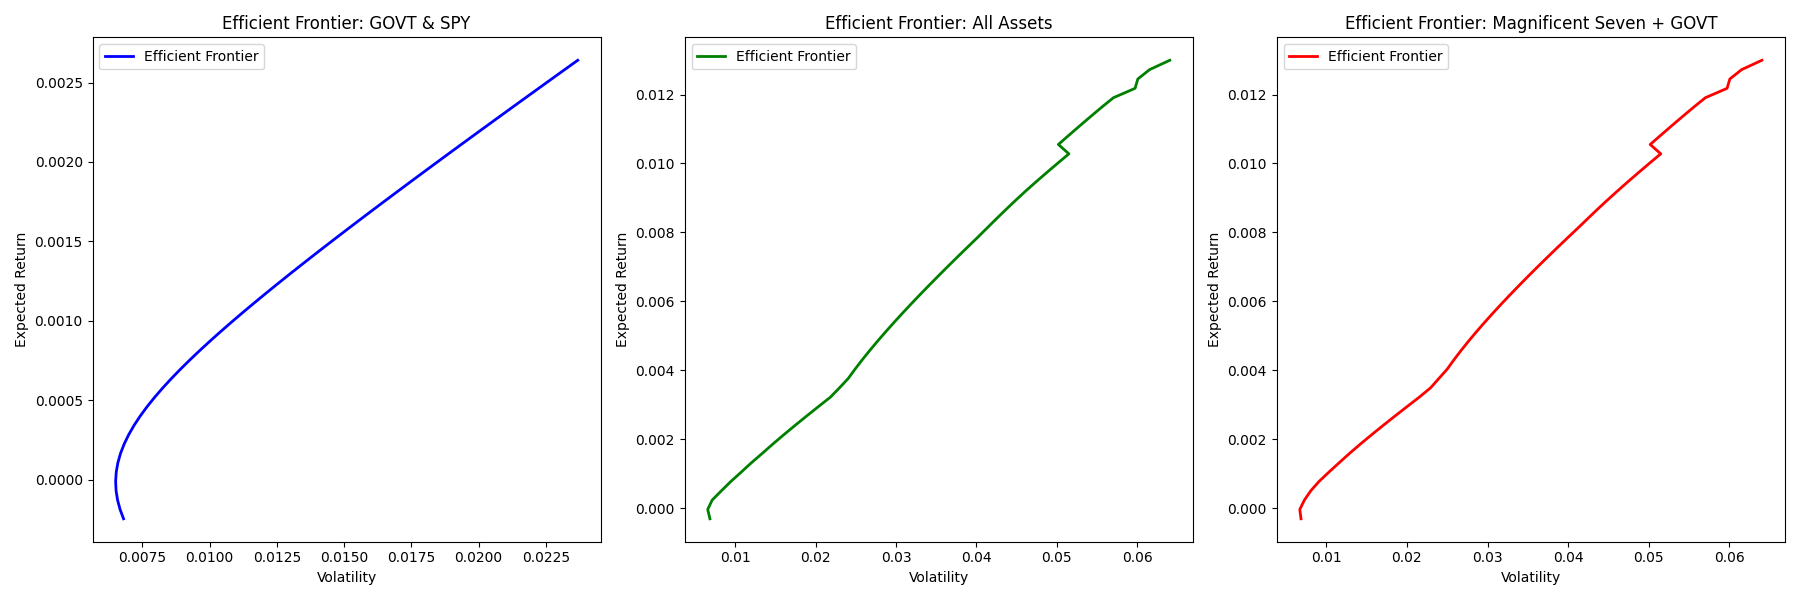 Efficient Frontier: GOVT & SPY
Efficient Frontier
0.0025
0.0020
0.0015
0.0010
0.0005
0.0000
Expected Return
0.0075 0.0100 0.0125 0.0150 0.0175 0.0200 0.0225
Volatility
Efficient Frontier: All Assets
Efficient Frontier
0.012
0.010
0.008
0.006
0.004
0.002
0.000
Expected Return
0.01 0.02 0.03 0.04 0.05 0.06
Volatility
Efficient Frontier: Magnificent Seven + GOVT
Efficient Frontier
0.012
0.010
0.008
0.006
0.004
0.002
0.000
Expected Return
0.01 0.02 0.03 0.04 0.05 0.06
Volatility